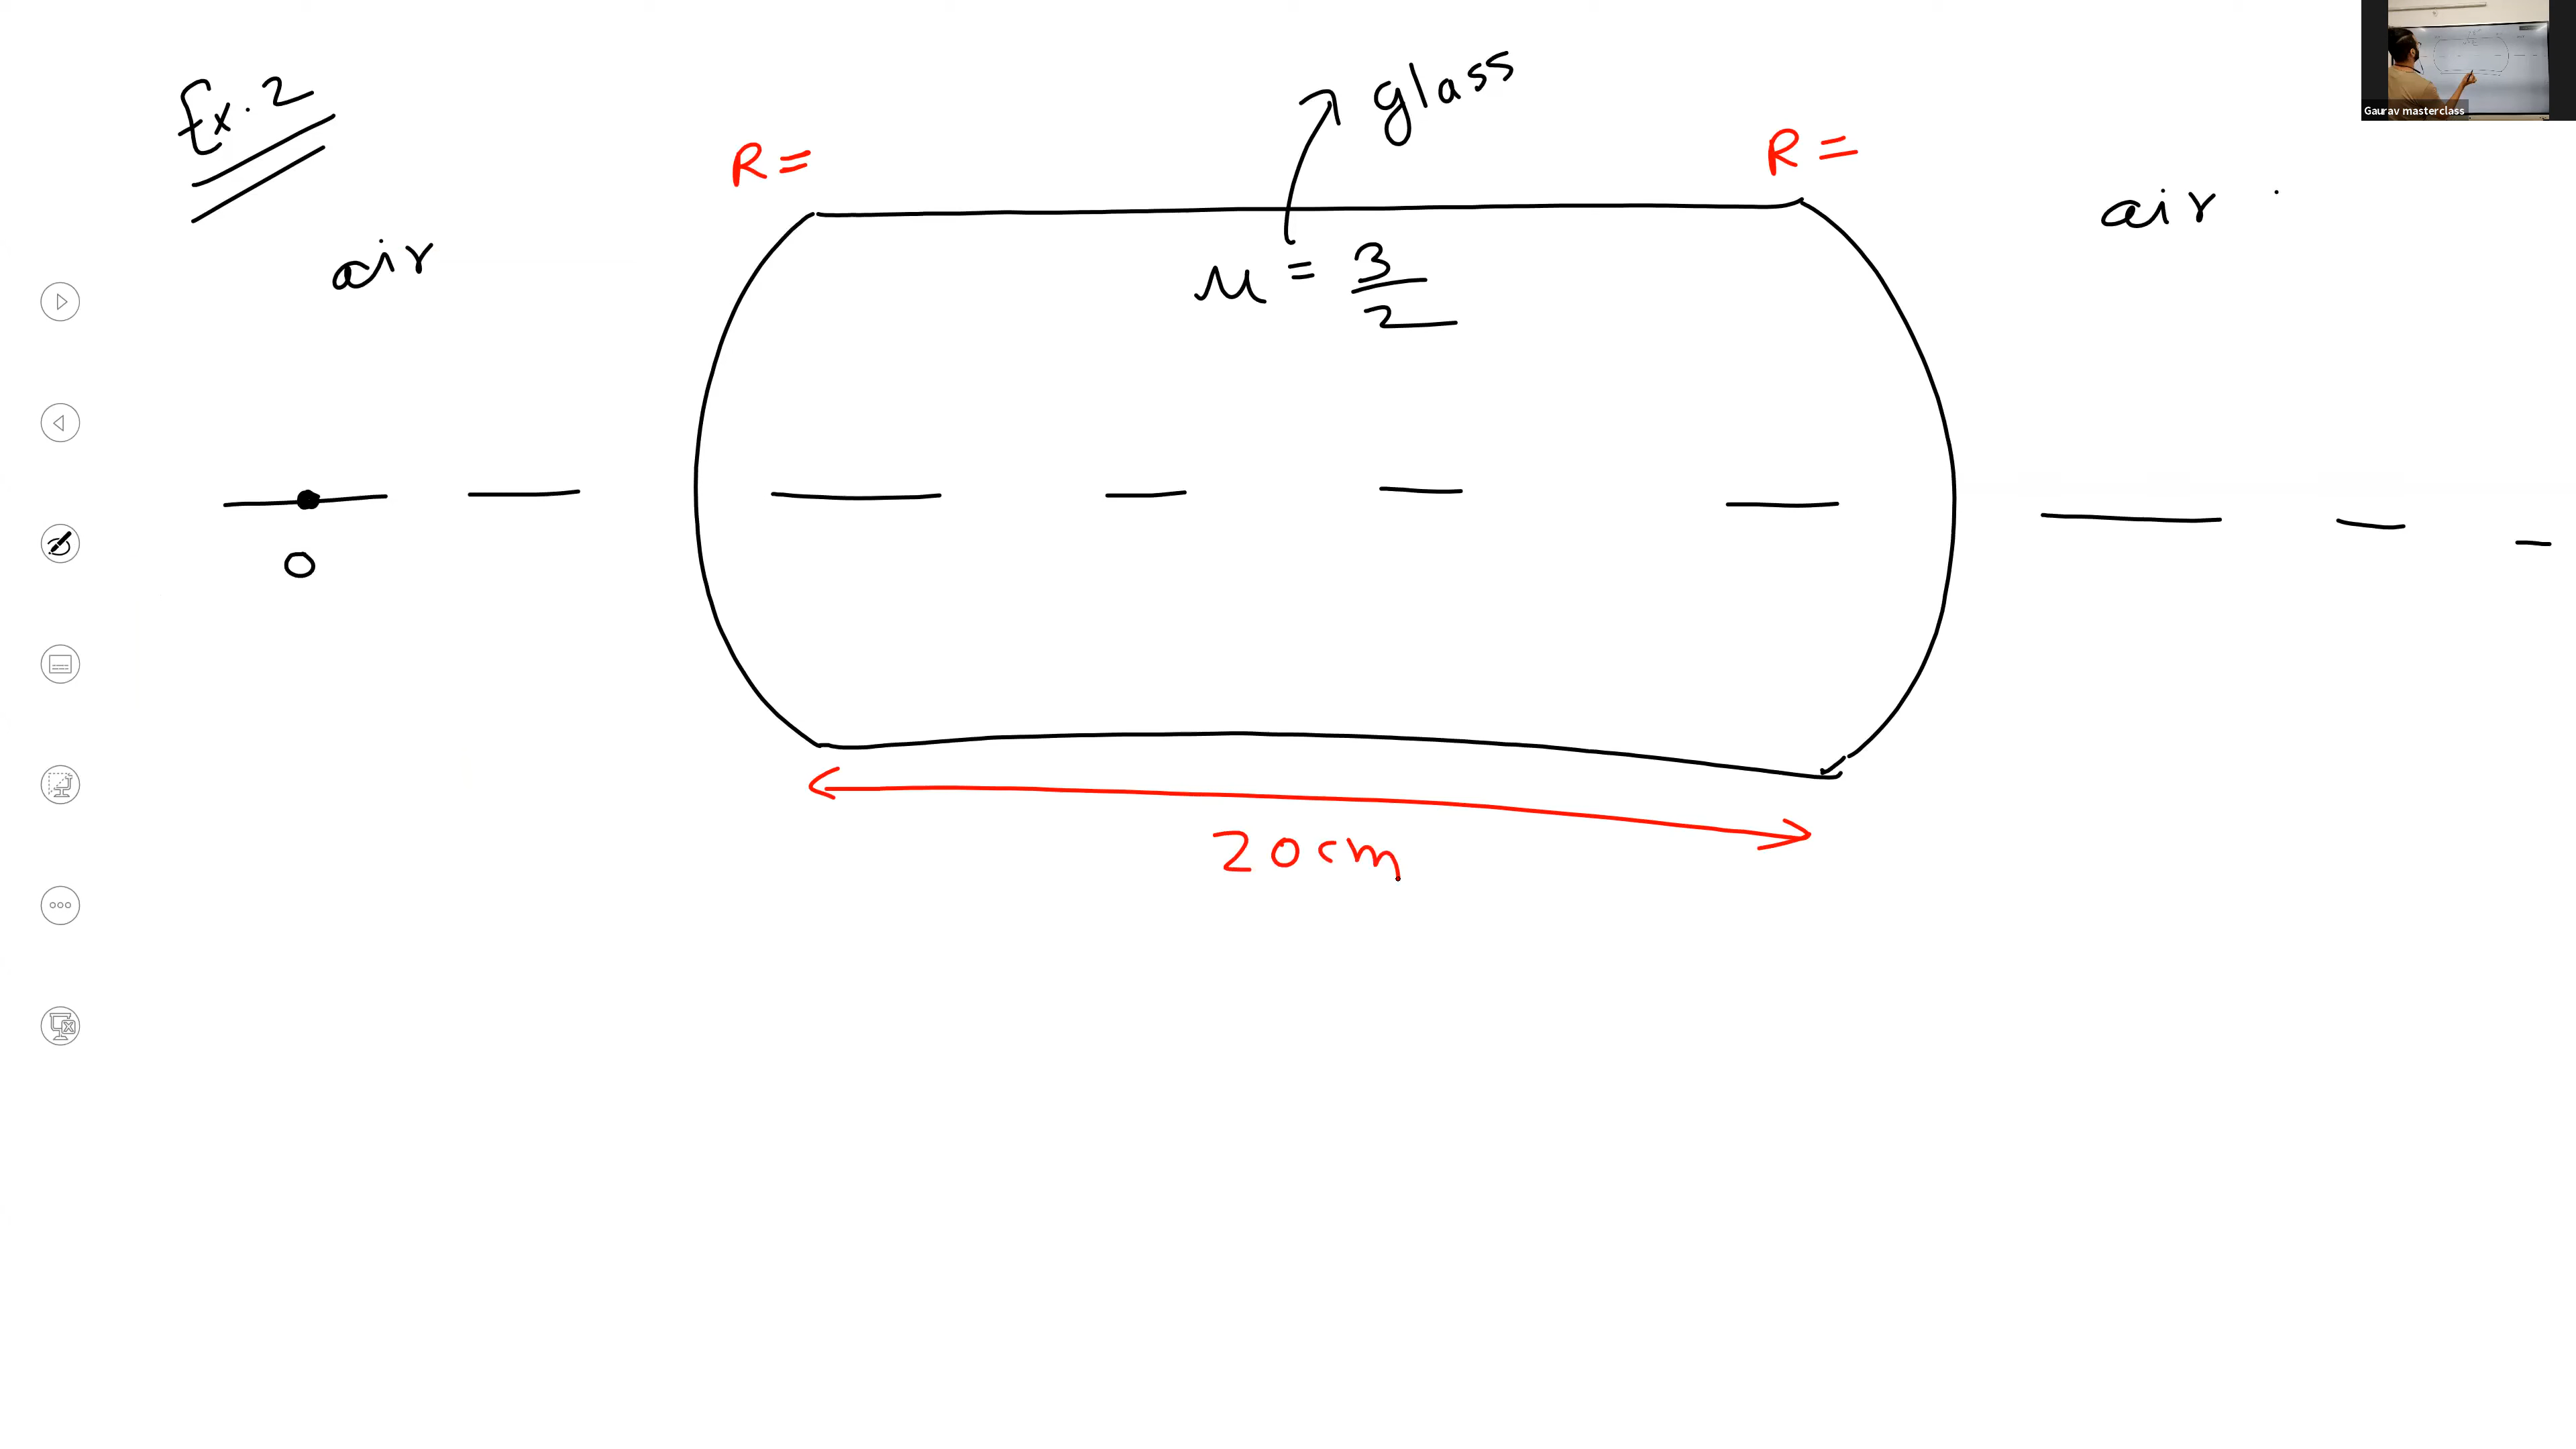 Ex. 2
glass
R =
R =
air
air
μ = 3/2
O
20cm
Gaurav masterclass